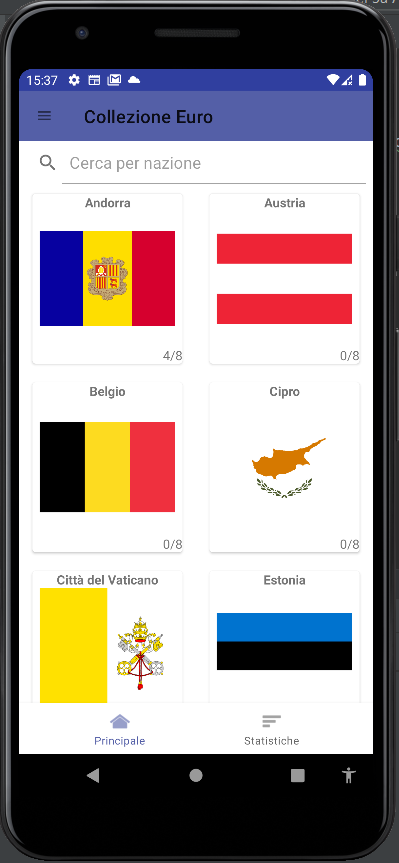 15:37
Collezione Euro
Cerca per nazione
Andorra
Austria
4/8
0/8
Belgio
Cipro
0/8
0/8
Città del Vaticano
Estonia
Principale
Statistiche